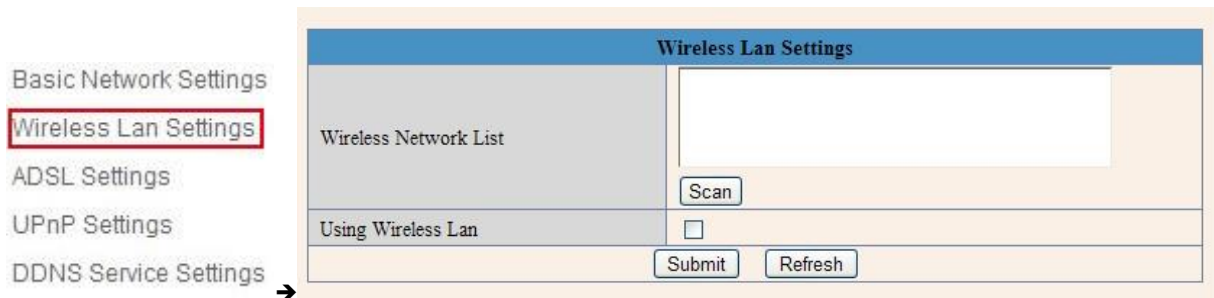 Basic Network Settings
Wireless Lan Settings
ADSL Settings
UPnP Settings
DDNS Service Settings
➔
Wireless Lan Settings
Wireless Network List
Scan
Using Wireless Lan
Submit Refresh